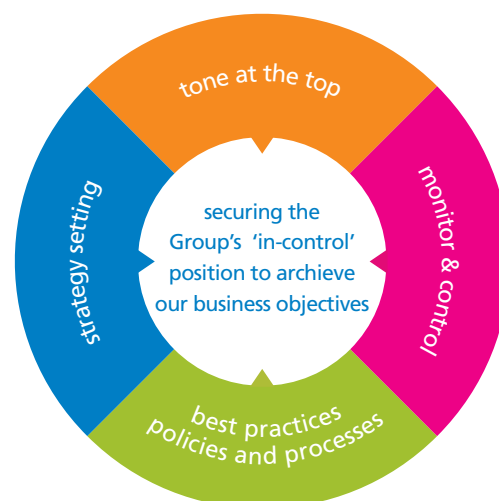 tone at the top
strategy setting
securing the
Group's ‘in-control’
position to archieve
our business objectives
monitor & control
best practices
policies and processes